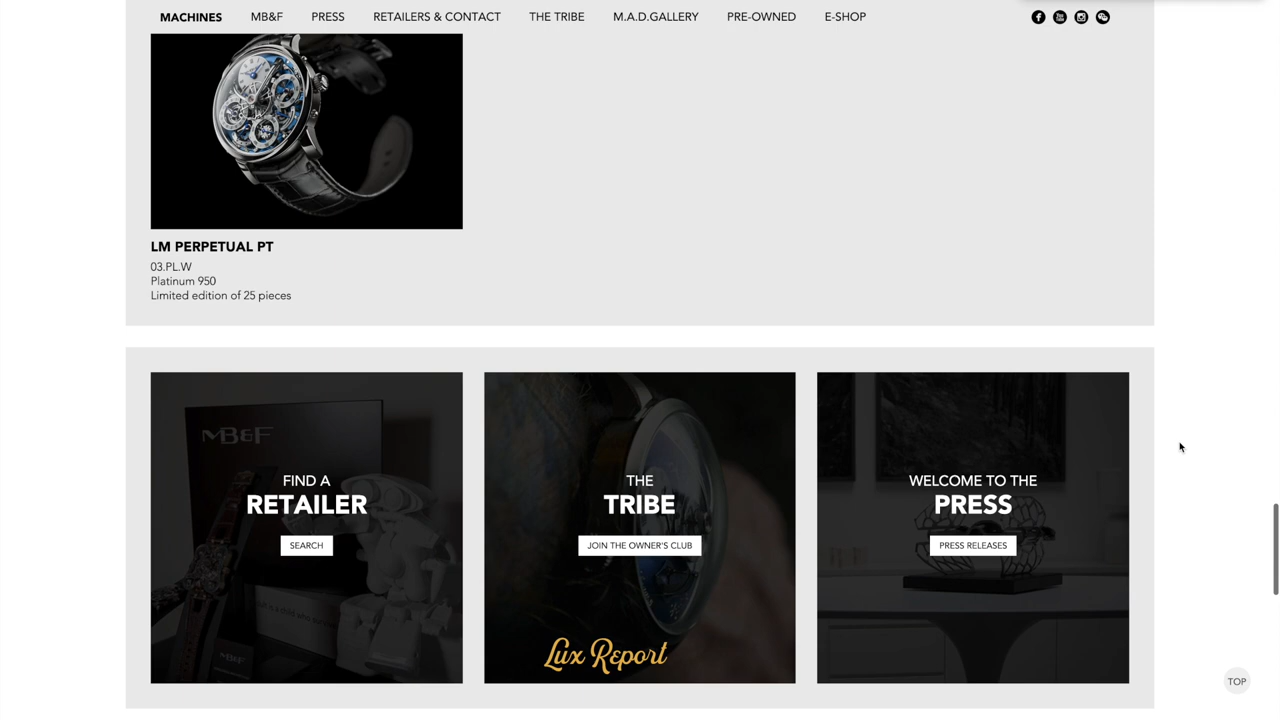 MACHINES MB&F PRESS RETAILERS & CONTACT THE TRIBE M.A.D.GALLERY PRE-OWNED E-SHOP
LM PERPETUAL PT
03.PL.W
Platinum 950
Limited edition of 25 pieces
MB&F
FIND A
RETAILER
SEARCH
MB&F
THE
TRIBE
JOIN THE OWNER'S CLUB
Lux Report
WELCOME TO THE
PRESS
PRESS RELEASES
TOP